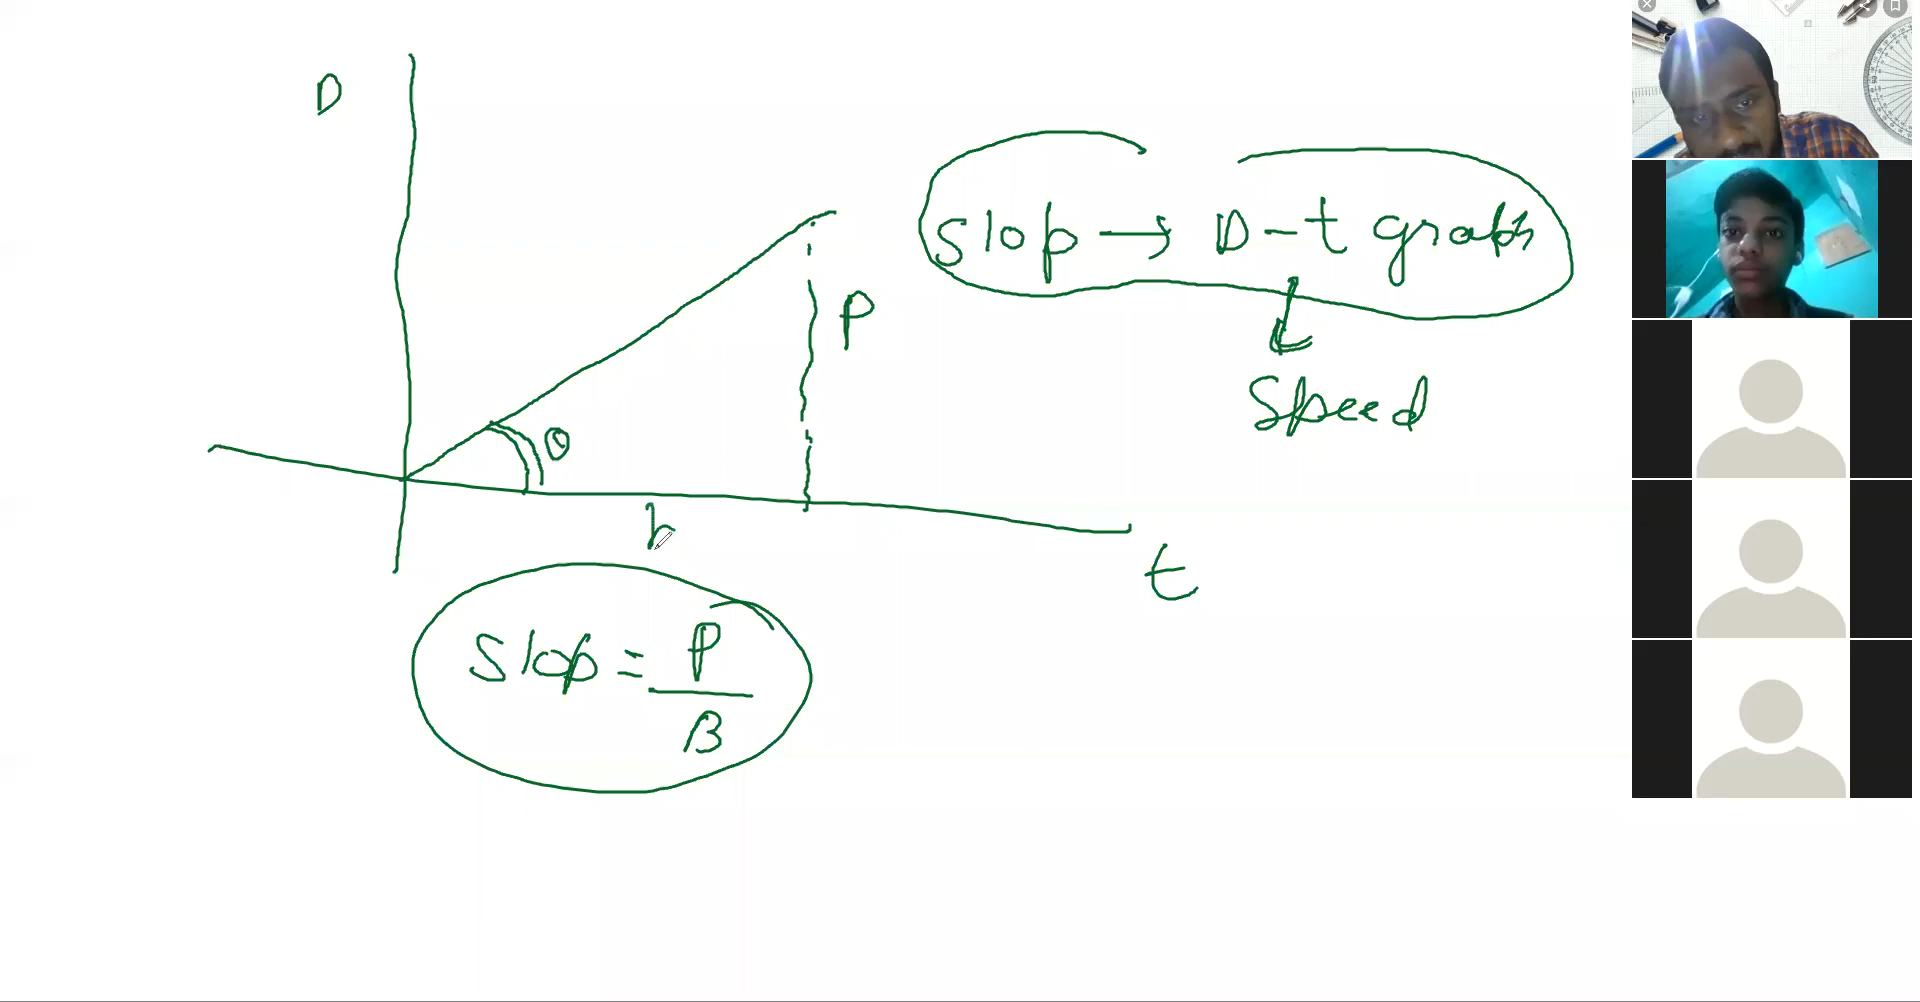 D
Slop → D-t graph
P
Speed
θ
b
t
Slop = P
B